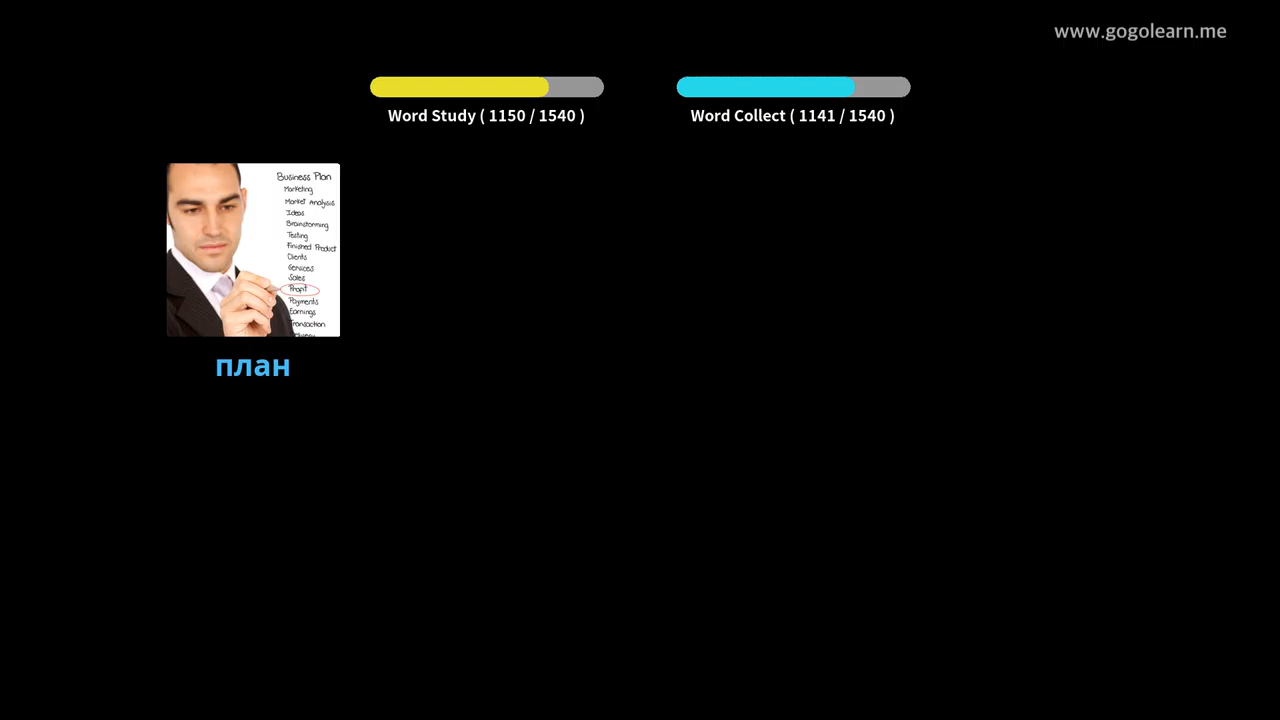 www.gogolearn.me
Word Study ( 1150 / 1540 )
Word Collect ( 1141 / 1540 )
Business Plan
Marketing
Market Analysis
Ideas
Brainstorming
Testing
Finished Product
Clients
Services
Sales
Profit
Payments
Earnings
Transaction
план